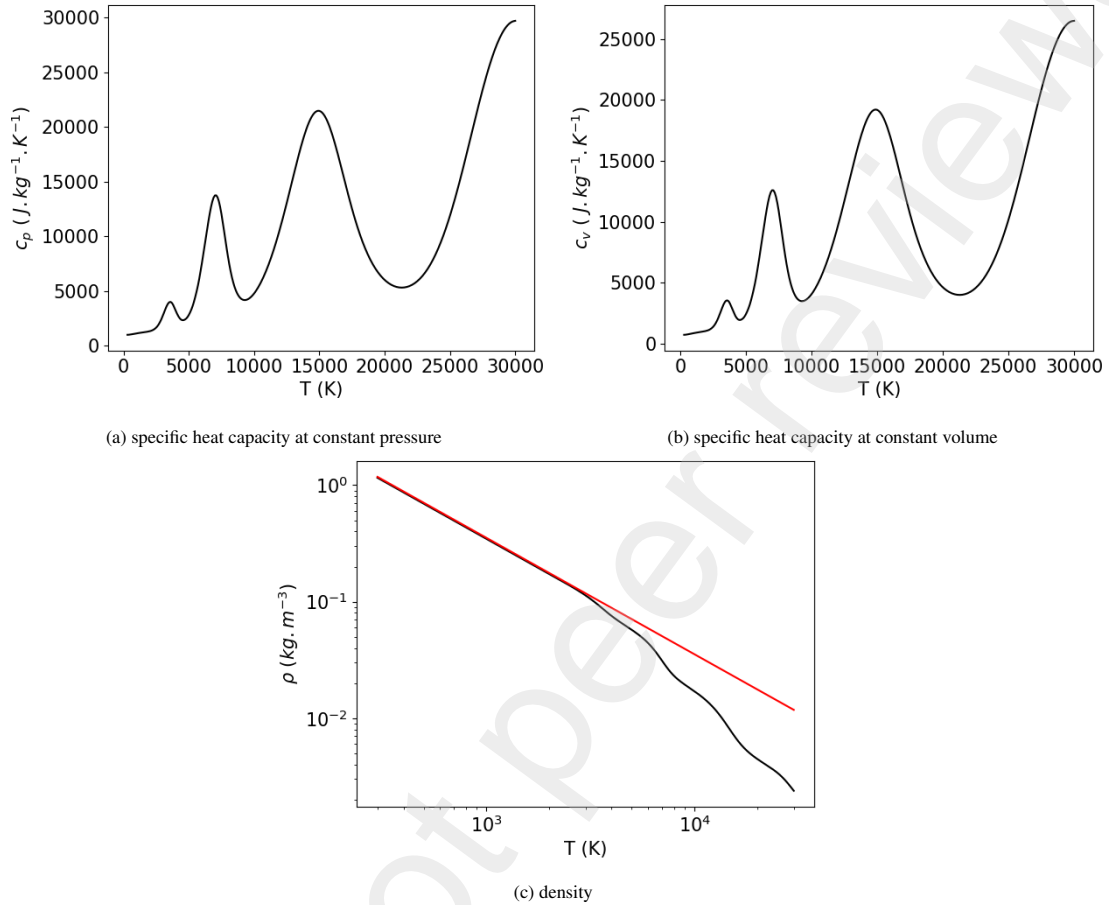 30000
25000
20000
15000
10000
5000
0
c_p ( J.kg^{-1}.K^{-1})
0 5000 10000 15000 20000 25000 30000
T (K)
25000
20000
15000
10000
5000
0
c_v ( J.kg^{-1}.K^{-1})
0 5000 10000 15000 20000 25000 30000
T (K)
(a) specific heat capacity at constant pressure
(b) specific heat capacity at constant volume
10^0
10^{-1}
10^{-2}
ρ (kg.m^{-3})
10^3 10^4
T (K)
(c) density
ot peer review